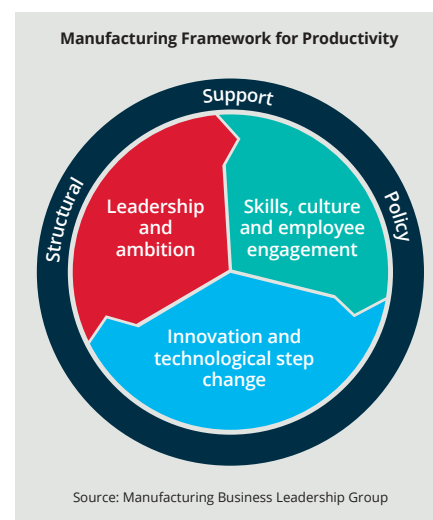 Manufacturing Framework for Productivity
Structural
Support
Policy
Leadership
and
ambition
Skills, culture
and employee
engagement
Innovation and
technological step
change
Source: Manufacturing Business Leadership Group